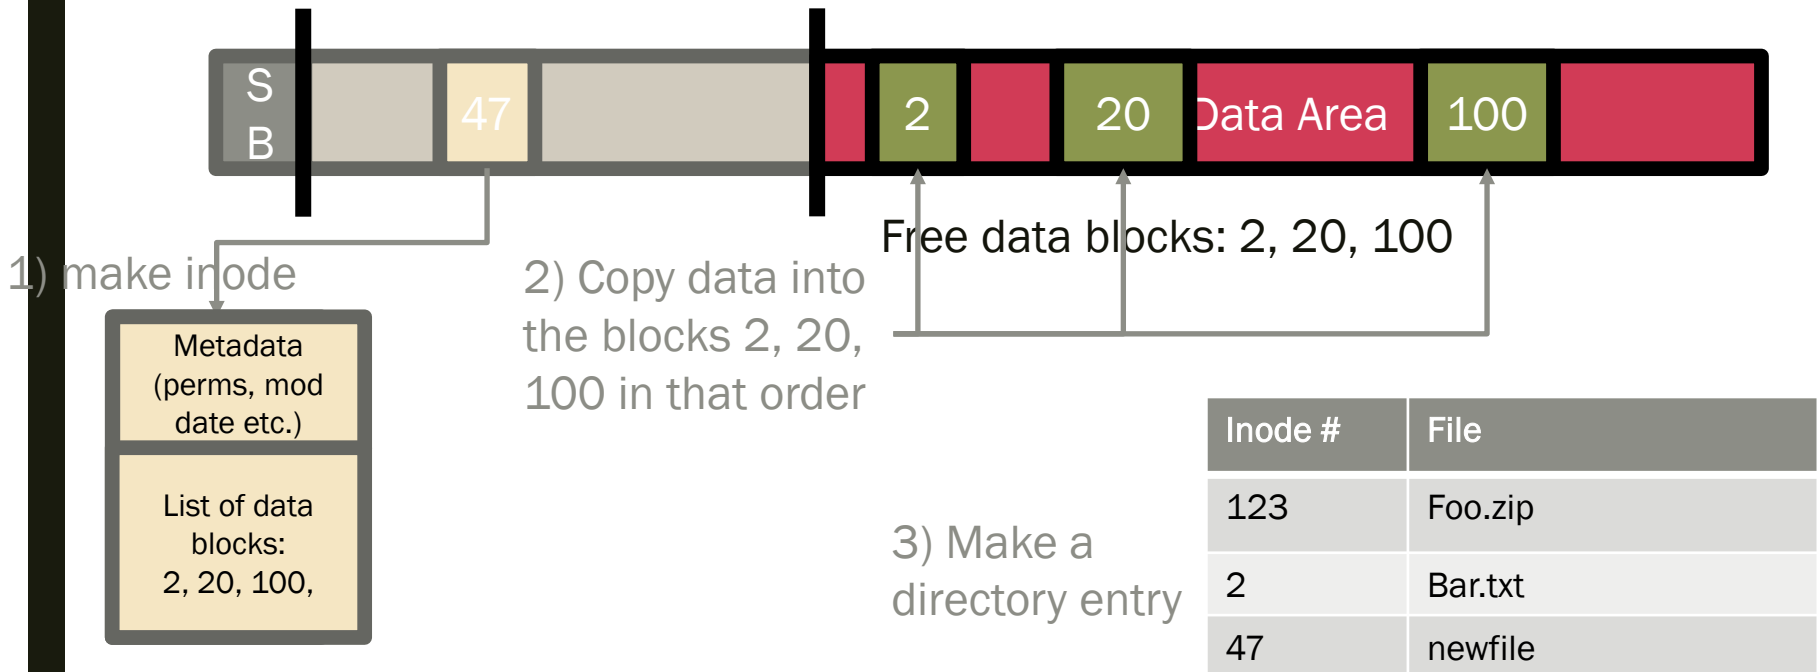 S
B
47
2
20
Data Area
100
Free data blocks: 2, 20, 100
1) make inode
2) Copy data into
the blocks 2, 20,
100 in that order
Metadata
(perms, mod
date etc.)
List of data
blocks:
2, 20, 100,
3) Make a
directory entry
Inode # File
123 Foo.zip
2 Bar.txt
47 newfile